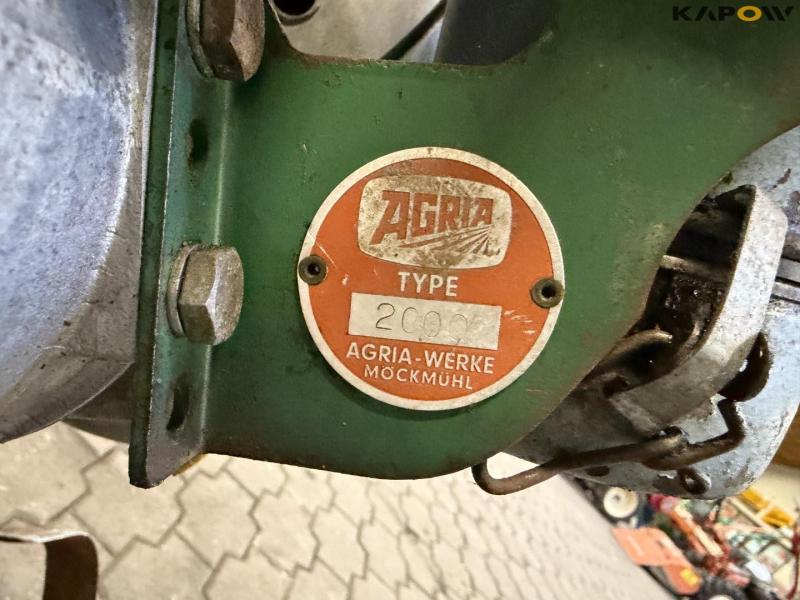 KAPOW
AGRIA
TYPE
2000
AGRIA-WERKE
MÖCKMÜHL